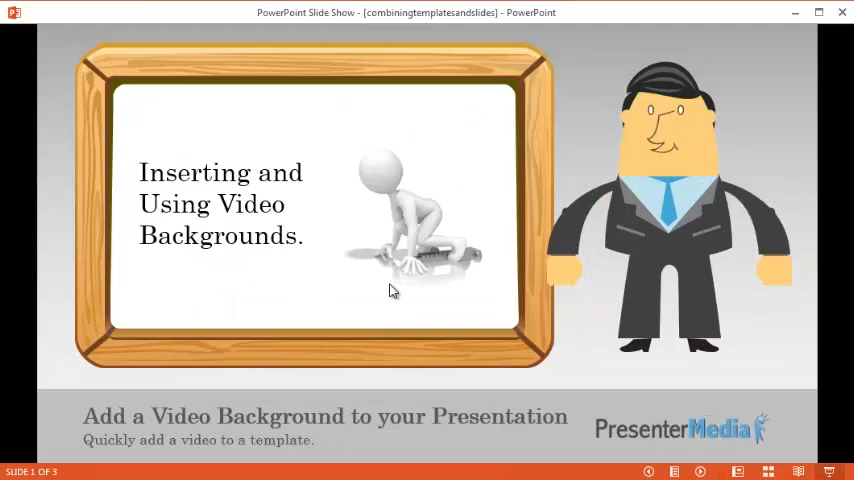 PowerPoint Slide Show - [combiningtemplatesandslides] - PowerPoint
Inserting and
Using Video
Backgrounds.
Add a Video Background to your Presentation
Quickly add a video to a template.
PresenterMedia
SLIDE 1 OF 3